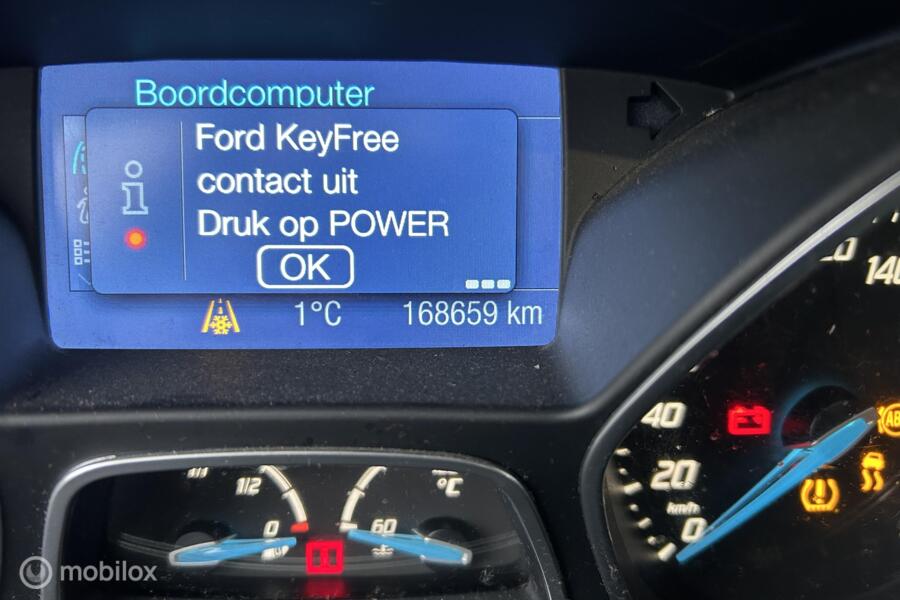 Boordcomputer
Ford KeyFree
contact uit
Druk op POWER
OK
1°C 168659 km
40
20
km/h
0
140
1/2
0
60
°C
mobilox